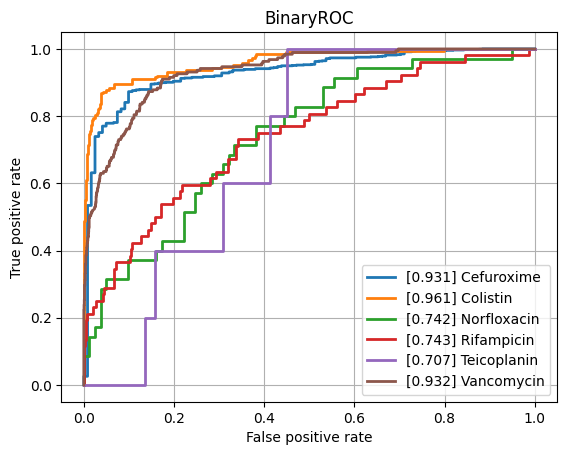 BinaryROC
True positive rate
1.0
0.8
0.6
0.4
0.2
0.0
[0.931] Cefuroxime
[0.961] Colistin
[0.742] Norfloxacin
[0.743] Rifampicin
[0.707] Teicoplanin
[0.932] Vancomycin
0.0 0.2 0.4 0.6 0.8 1.0
False positive rate